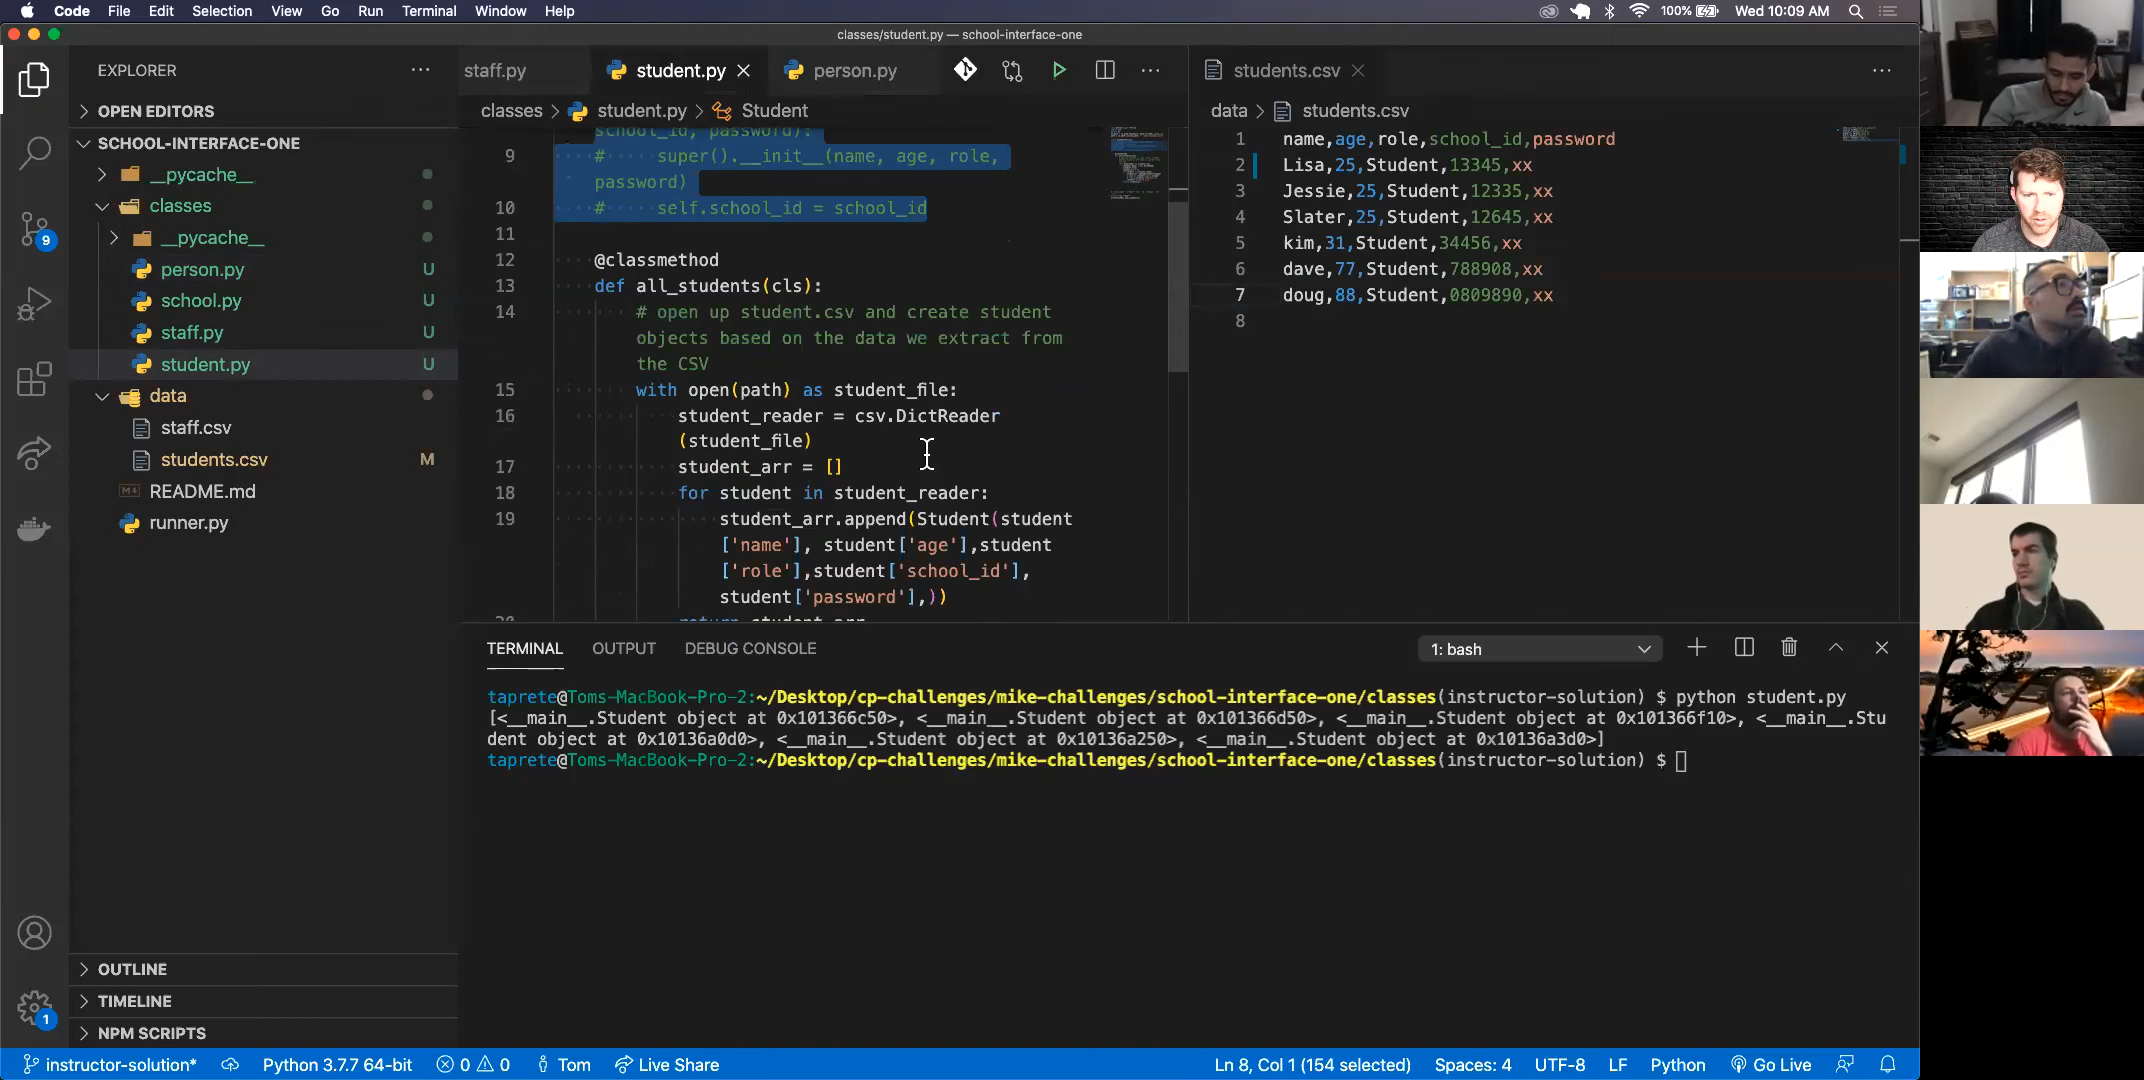 Code File Edit Selection View Go Run Terminal Window Help 100% Wed 10:09 AM
classes/student.py — school-interface-one
EXPLORER
OPEN EDITORS
SCHOOL-INTERFACE-ONE
__pycache__
classes
__pycache__
person.py U
school.py U
staff.py U
student.py U
data
staff.csv
students.csv M
README.md
runner.py
OUTLINE
TIMELINE
NPM SCRIPTS
9
1
staff.py student.py person.py
classes > student.py > Student
school_id, password):
9 # super().__init__(name, age, role,
password)
10 # self.school_id = school_id
11
12 @classmethod
13 def all_students(cls):
14 # open up student.csv and create student
objects based on the data we extract from
the CSV
15 with open(path) as student_file:
16 student_reader = csv.DictReader
(student_file)
17 student_arr = []
18 for student in student_reader:
19 student_arr.append(Student(student
['name'], student['age'],student
['role'],student['school_id'],
student['password'],))
20 return student_arr
students.csv
data > students.csv
1 name,age,role,school_id,password
2 Lisa,25,Student,13345,xx
3 Jessie,25,Student,12335,xx
4 Slater,25,Student,12645,xx
5 kim,31,Student,34456,xx
6 dave,77,Student,788908,xx
7 doug,88,Student,0809890,xx
8
TERMINAL OUTPUT DEBUG CONSOLE 1: bash
taprete@Toms-MacBook-Pro-2:~/Desktop/cp-challenges/mike-challenges/school-interface-one/classes(instructor-solution) $ python student.py
[<__main__.Student object at 0x101366c50>, <__main__.Student object at 0x101366d50>, <__main__.Student object at 0x101366f10>, <__main__.Stu
dent object at 0x10136a0d0>, <__main__.Student object at 0x10136a250>, <__main__.Student object at 0x10136a3d0>]
taprete@Toms-MacBook-Pro-2:~/Desktop/cp-challenges/mike-challenges/school-interface-one/classes(instructor-solution) $
instructor-solution* Python 3.7.7 64-bit 0 0 Tom Live Share Ln 8, Col 1 (154 selected) Spaces: 4 UTF-8 LF Python Go Live